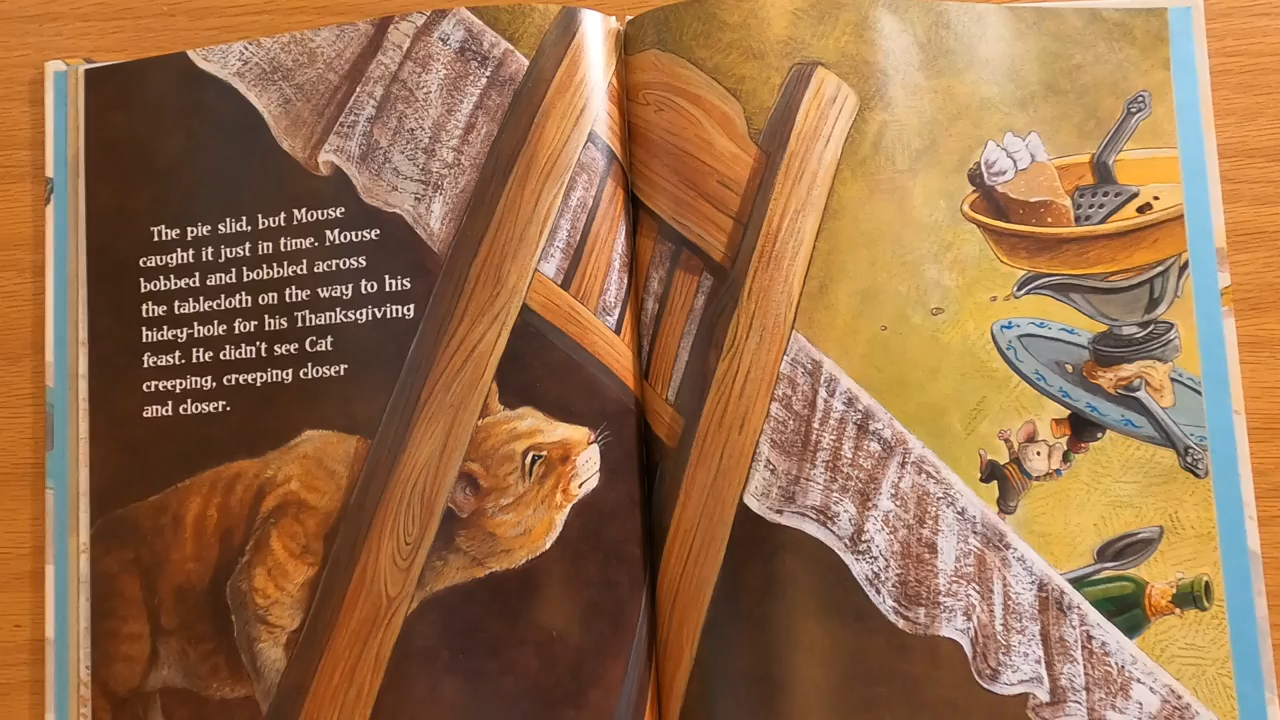 The pie slid, but Mouse
caught it just in time. Mouse
bobbed and bobbled across
the tablecloth on the way to his
hidey-hole for his Thanksgiving
feast. He didn't see Cat
creeping, creeping closer
and closer.